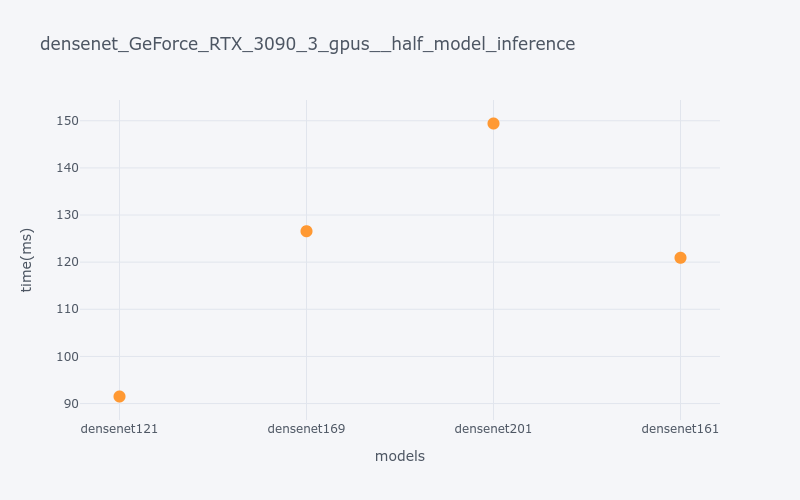 densenet_GeForce_RTX_3090_3_gpus__half_model_inference
150
140
130
120
110
100
90
time(ms)
densenet121 densenet169 densenet201 densenet161
models